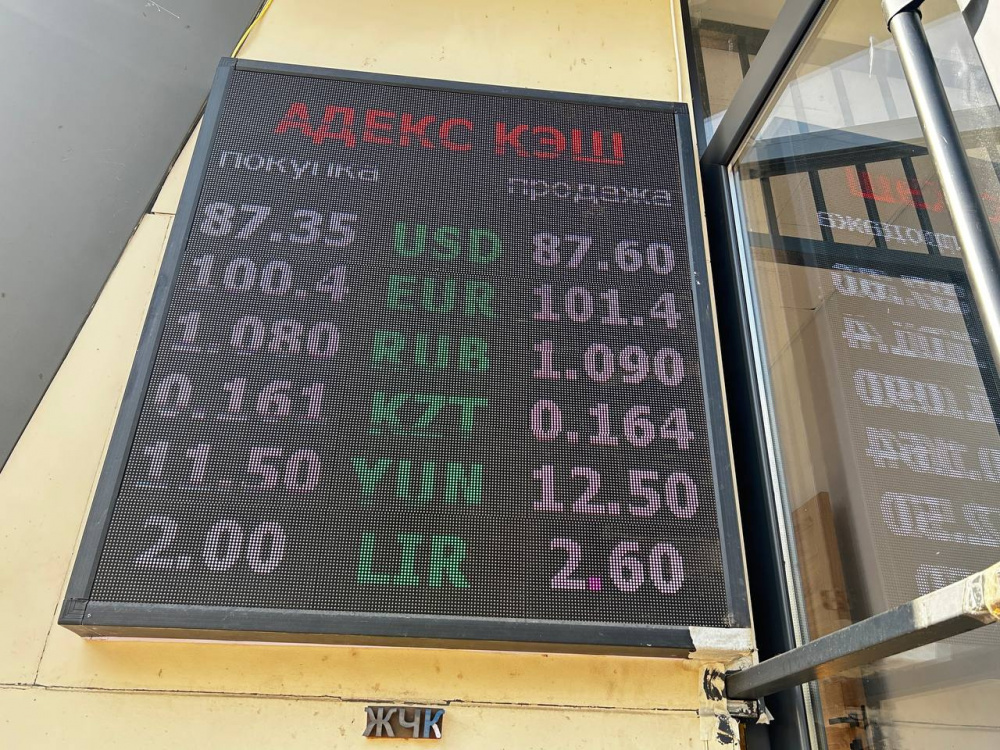 АДЕКС КЭШ
покупка продажа
87.35 USD 87.60
100.4 EUR 101.4
1.080 RUB 1.090
0.161 KZT 0.164
11.50 YUN 12.50
2.00 LIR 2.60
ЖЧК